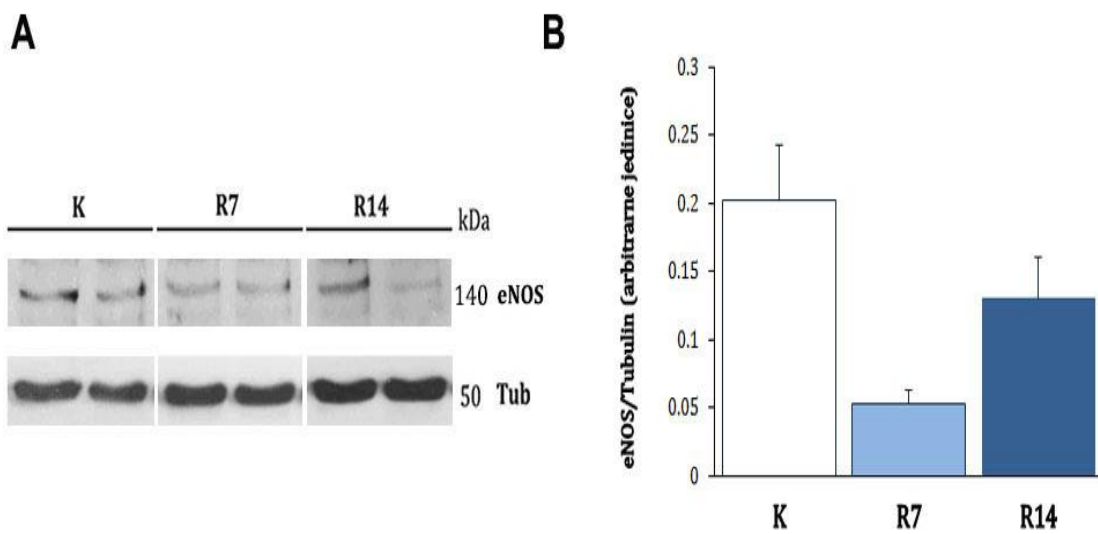 A
K R7 R14 kDa
140 eNOS
50 Tub
B
eNOS/Tubulin (arbitrarne jedinice)
0.3
0.25
0.2
0.15
0.1
0.05
0
K R7 R14